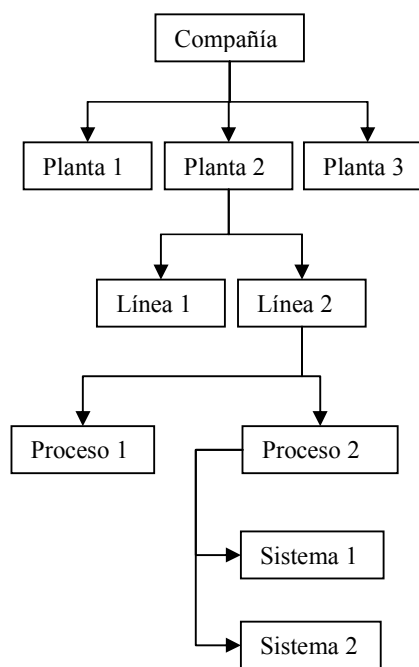 Compañía
Planta 1
Planta 2
Planta 3
Línea 1
Línea 2
Proceso 1
Proceso 2
Sistema 1
Sistema 2